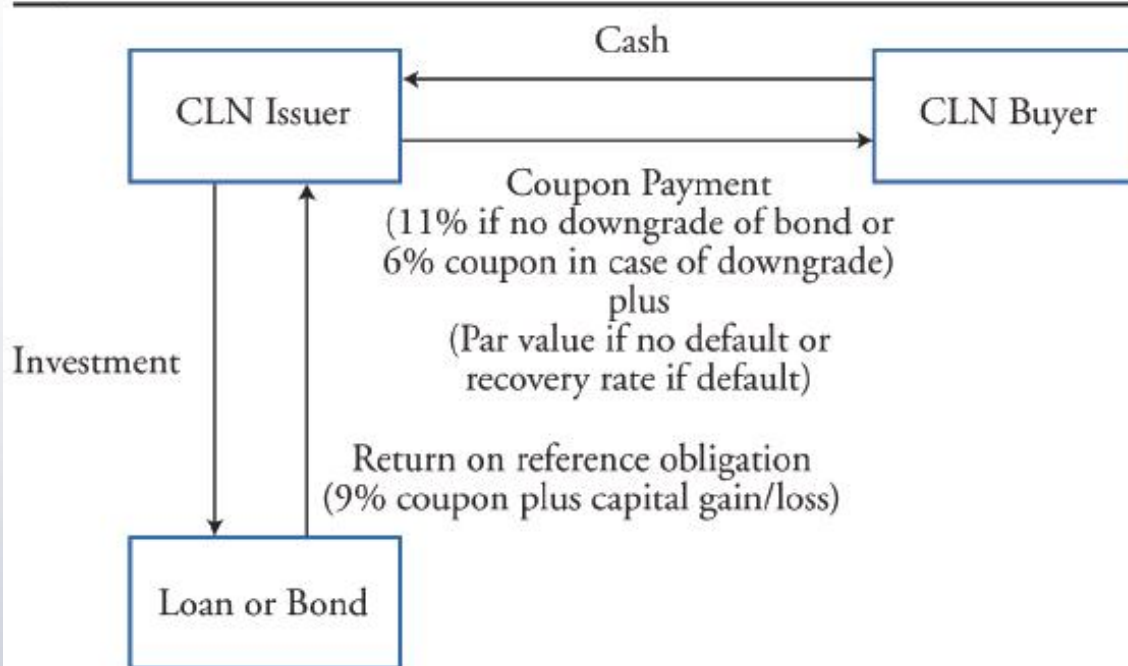 Cash
CLN Issuer
CLN Buyer
Coupon Payment
(11% if no downgrade of bond or
6% coupon in case of downgrade)
plus
(Par value if no default or
recovery rate if default)
Investment
Return on reference obligation
(9% coupon plus capital gain/loss)
Loan or Bond